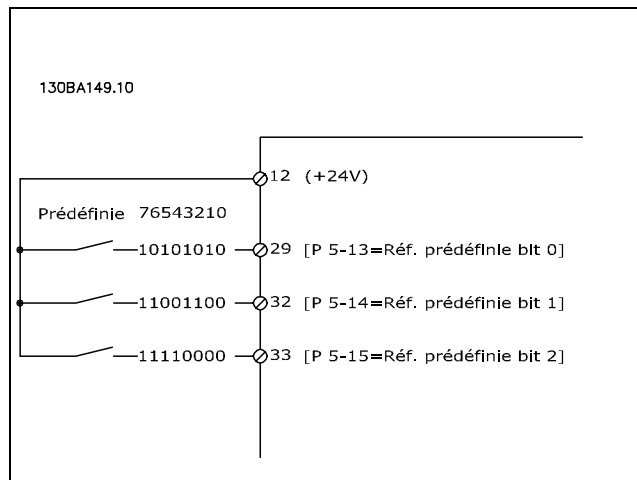 130BA149.10
12 (+24V)
Prédéfinie 76543210
10101010 29 [P 5-13=Réf. prédéfinie bit 0]
11001100 32 [P 5-14=Réf. prédéfinie bit 1]
11110000 33 [P 5-15=Réf. prédéfinie bit 2]